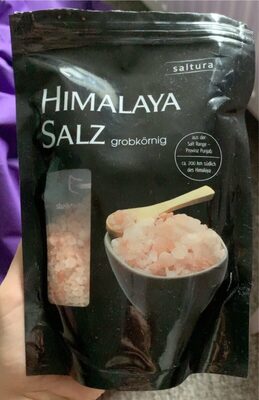 saltura
HIMALAYA
SALZ grobkörnig
aus der
Salt Range -
Provinz Punjab
ca. 200 km südlich
des Himalaya